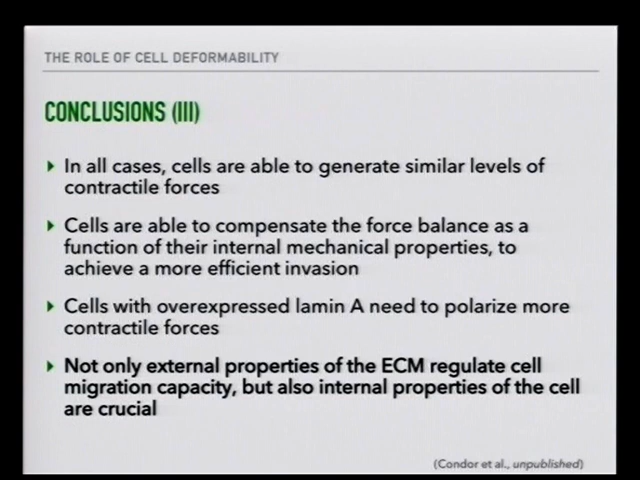 THE ROLE OF CELL DEFORMABILITY
CONCLUSIONS (III)
In all cases, cells are able to generate similar levels of
contractile forces
Cells are able to compensate the force balance as a
function of their internal mechanical properties, to
achieve a more efficient invasion
Cells with overexpressed lamin A need to polarize more
contractile forces
Not only external properties of the ECM regulate cell
migration capacity, but also internal properties of the cell
are crucial
(Condor et al., unpublished)